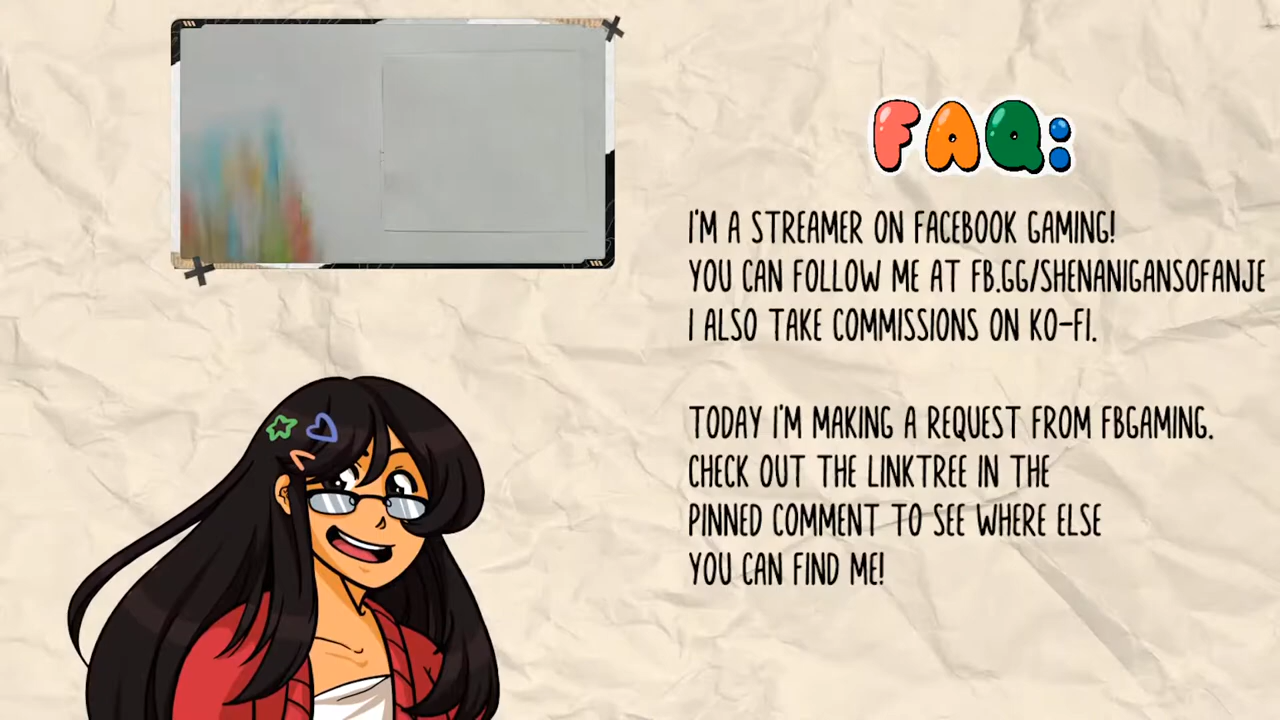 FAQ:
I'M A STREAMER ON FACEBOOK GAMING!
YOU CAN FOLLOW ME AT FB.GG/SHENANIGANSOFANJE
I ALSO TAKE COMMISSIONS ON KO-FI.
TODAY I'M MAKING A REQUEST FROM FBGAMING.
CHECK OUT THE LINKTREE IN THE
PINNED COMMENT TO SEE WHERE ELSE
YOU CAN FIND ME!